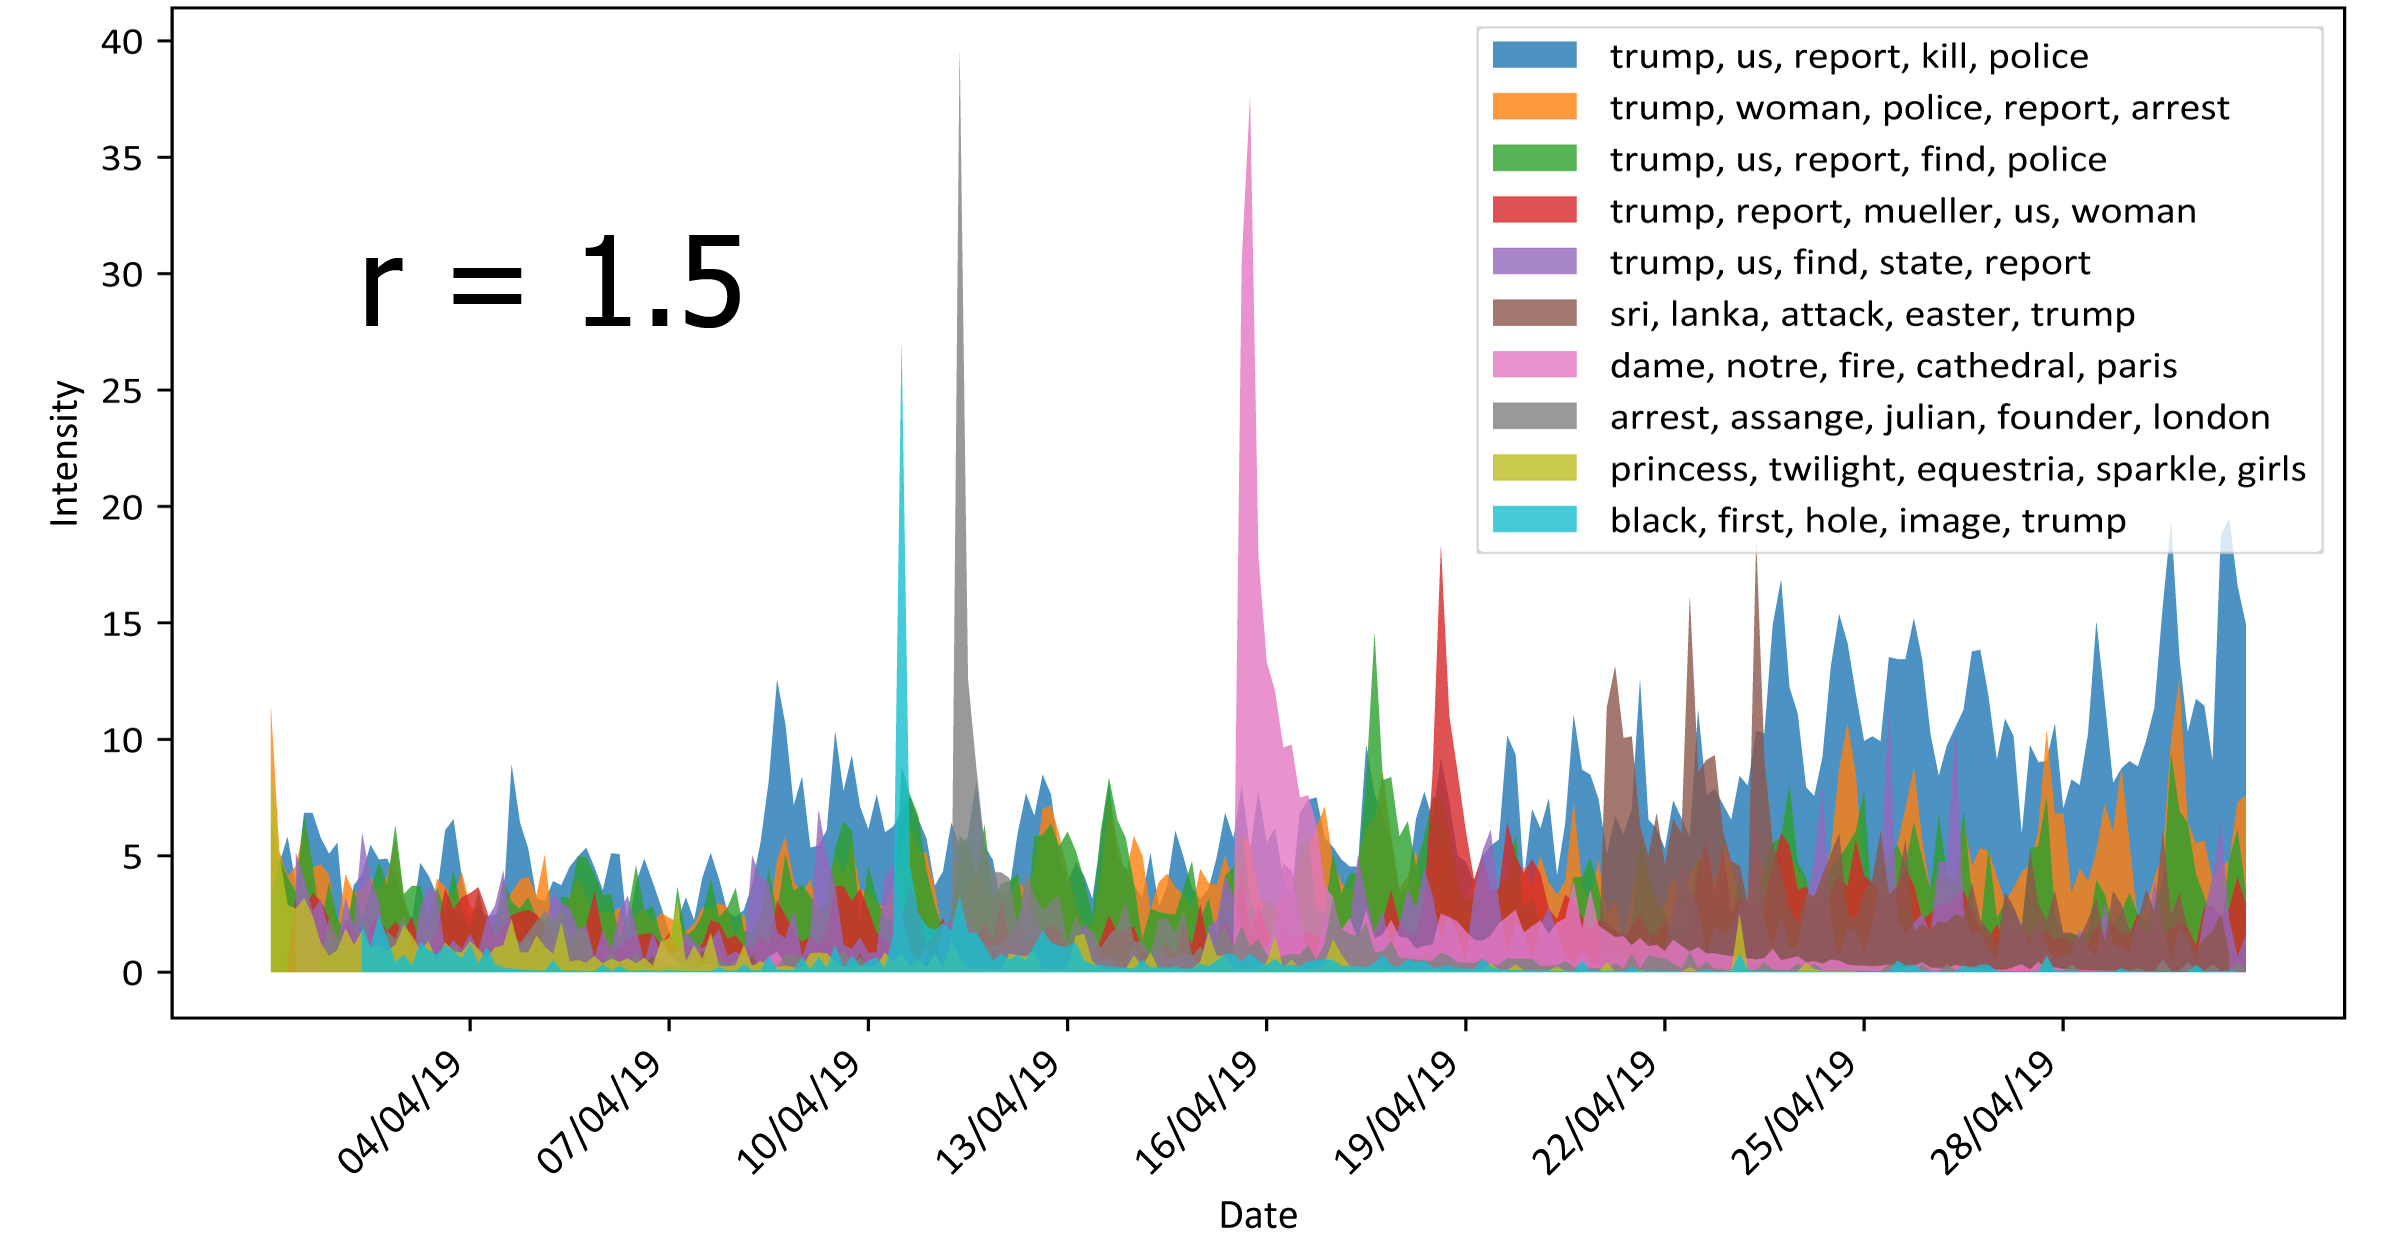 40
35
30
25
20
15
10
5
0
Intensity
r = 1.5
trump, us, report, kill, police
trump, woman, police, report, arrest
trump, us, report, find, police
trump, report, mueller, us, woman
trump, us, find, state, report
sri, lanka, attack, easter, trump
dame, notre, fire, cathedral, paris
arrest, assange, julian, founder, london
princess, twilight, equestria, sparkle, girls
black, first, hole, image, trump
04/04/19
07/04/19
10/04/19
13/04/19
16/04/19
19/04/19
22/04/19
25/04/19
28/04/19
Date